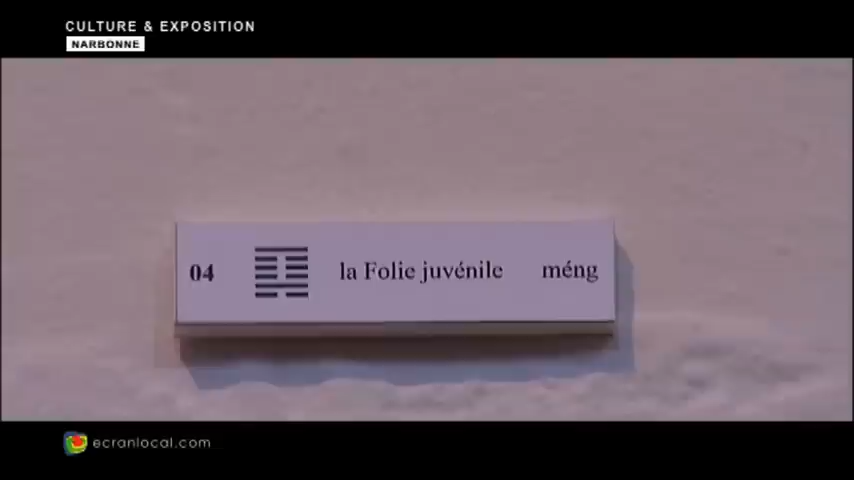 CULTURE & EXPOSITION
NARBONNE
04 la Folie juvénile méng
ecranlocal.com